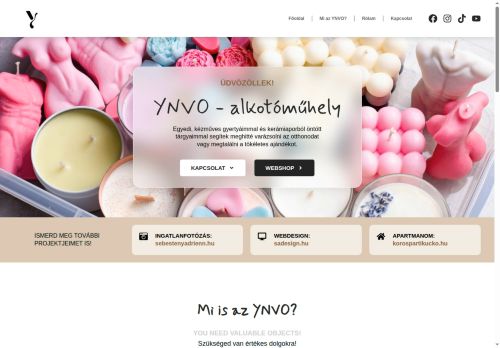 Y
Főoldal
Mi az YNVO?
Rólam
Kapcsolat
ÜDVÖZÖLLEK!
YNVO - alkotóműhely
Egyedi, kézműves gyertyáimmal és kerámiaporból öntött
tárgyaimmal segítek meghitté varázsolni az otthonodat
vagy megtalálni a tökéletes ajándékot.
KAPCSOLAT
WEBSHOP
ISMERD MEG TOVÁBBI
PROJEKTJEIMET IS!
INGATLANFOTÓZÁS:
sebestenyadrienn.hu
WEBDESIGN:
sadesign.hu
APARTMANOM:
korospartikucko.hu
Mi is az YNVO?
YOU NEED VALUABLE OBJECTS!
Szükséged van értékes dolgokra!